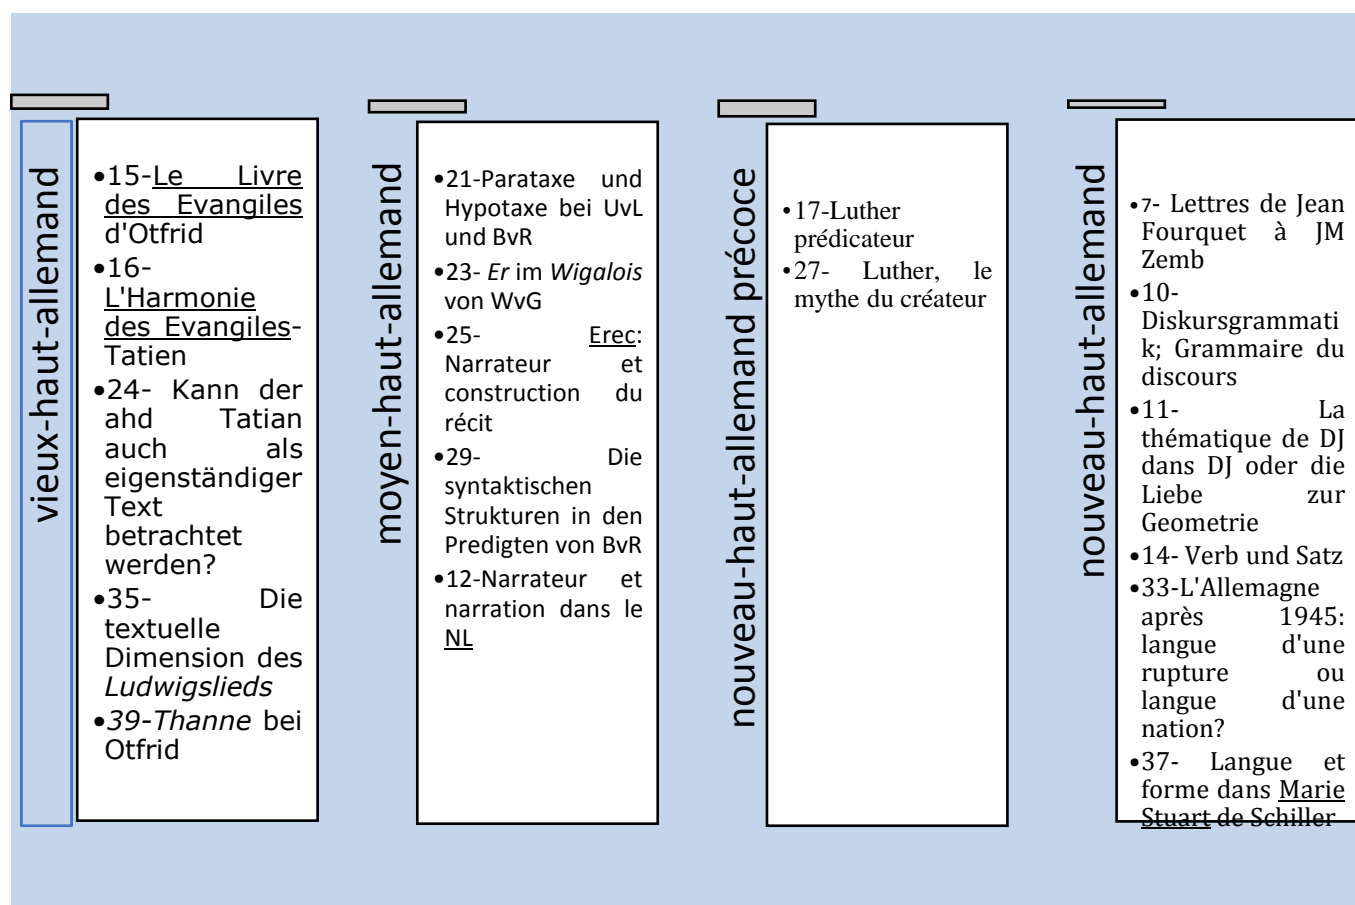 vieux-haut-allemand
•15-Le Livre
des Evangiles
d'Otfrid
•16-
L'Harmonie
des Evangiles-
Tatien
•24- Kann der
ahd Tatian
auch als
eigenständiger
Text
betrachtet
werden?
•35- Die
textuelle
Dimension des
Ludwigslieds
•39-Thanne bei
Otfrid
moyen-haut-allemand
•21-Parataxe und
Hypotaxe bei UvL
und BvR
•23- Er im Wigalois
von WvG
•25- Erec:
Narrateur et
construction du
récit
•29- Die
syntaktischen
Strukturen in den
Predigten von BvR
•12-Narrateur et
narration dans le
NL
nouveau-haut-allemand précoce
•17-Luther
prédicateur
•27- Luther, le
mythe du créateur
nouveau-haut-allemand
•7- Lettres de Jean
Fourquet à JM
Zemb
•10-
Diskursgrammati
k; Grammaire du
discours
•11- La
thématique de DJ
dans DJ oder die
Liebe zur
Geometrie
•14- Verb und Satz
•33-L'Allemagne
après 1945:
langue d'une
rupture ou
langue d'une
nation?
•37- Langue et
forme dans Marie
Stuart de Schiller